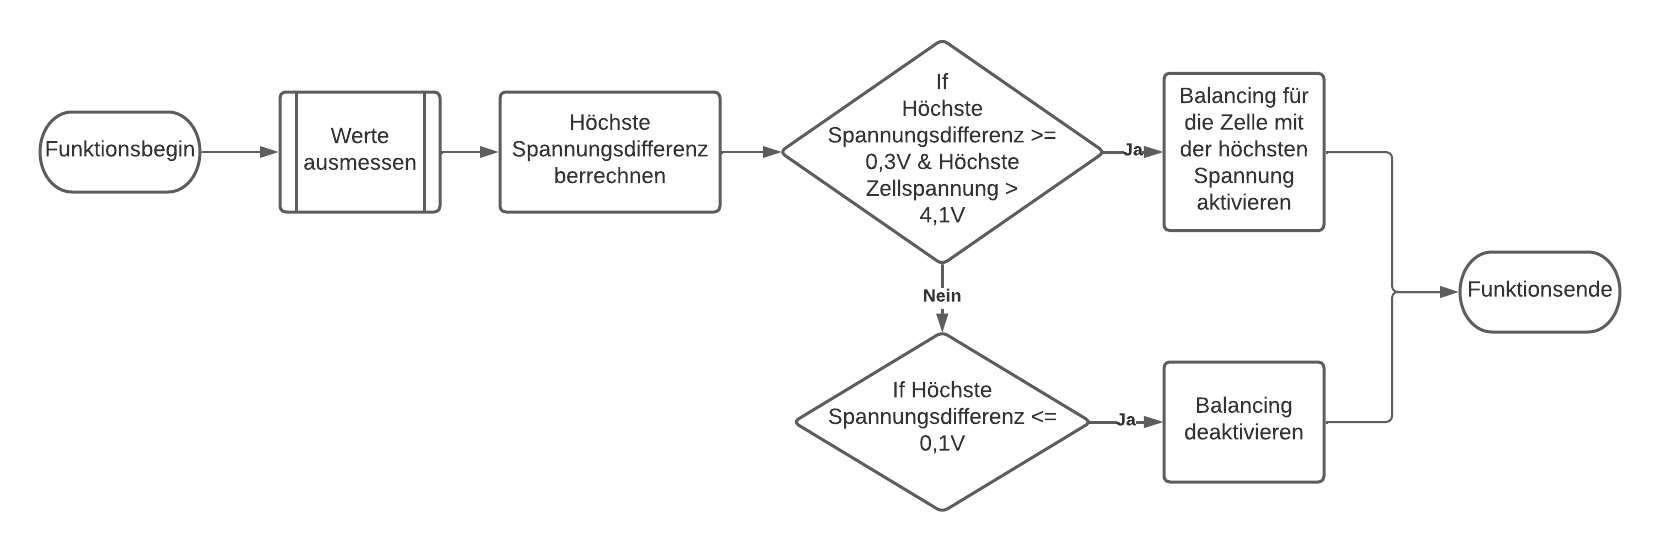 Funktionsbegin
Werte
ausmessen
Höchste
Spannungsdifferenz
berrechnen
If
Höchste
Spannungsdifferenz >=
0,3V & Höchste
Zellspannung >
4,1V
Ja
Balancing für
die Zelle mit
der höchsten
Spannung
aktivieren
Nein
If Höchste
Spannungsdifferenz <=
0,1V
Ja
Balancing
deaktivieren
Funktionsende